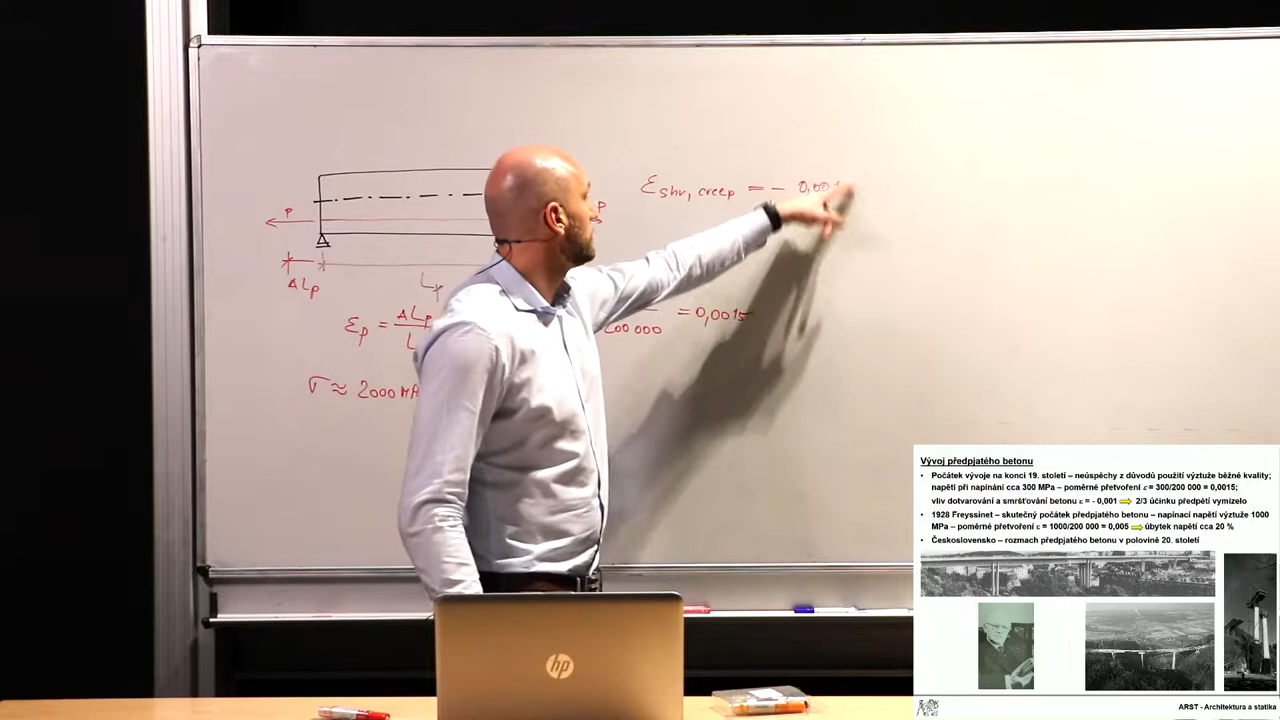 εshr, creep = - 0,001
P
P
ΔLp
Lp
εp = ΔLp
L
200 000
= 0,0015
σ ≈ 2000 MPa
hp
Vývoj předpjatého betonu
• Počátek vývoje na konci 19. století – neúspěchy z důvodů použití výztuže běžné kvality;
napětí při napínání cca 300 MPa – poměrné přetvoření ε = 300/200 000 = 0,0015;
vliv dotvarování a smršťování betonu ε = - 0,001 ⇒ 2/3 účinku předpětí vymizelo
• 1928 Freyssinet – skutečný počátek předpjatého betonu – napínací napětí výztuže 1000
MPa – poměrné přetvoření ε = 1000/200 000 = 0,005 ⇒ úbytek napětí cca 20 %
• Československo – rozmach předpjatého betonu v polovině 20. století
ARST - Architektura a statika